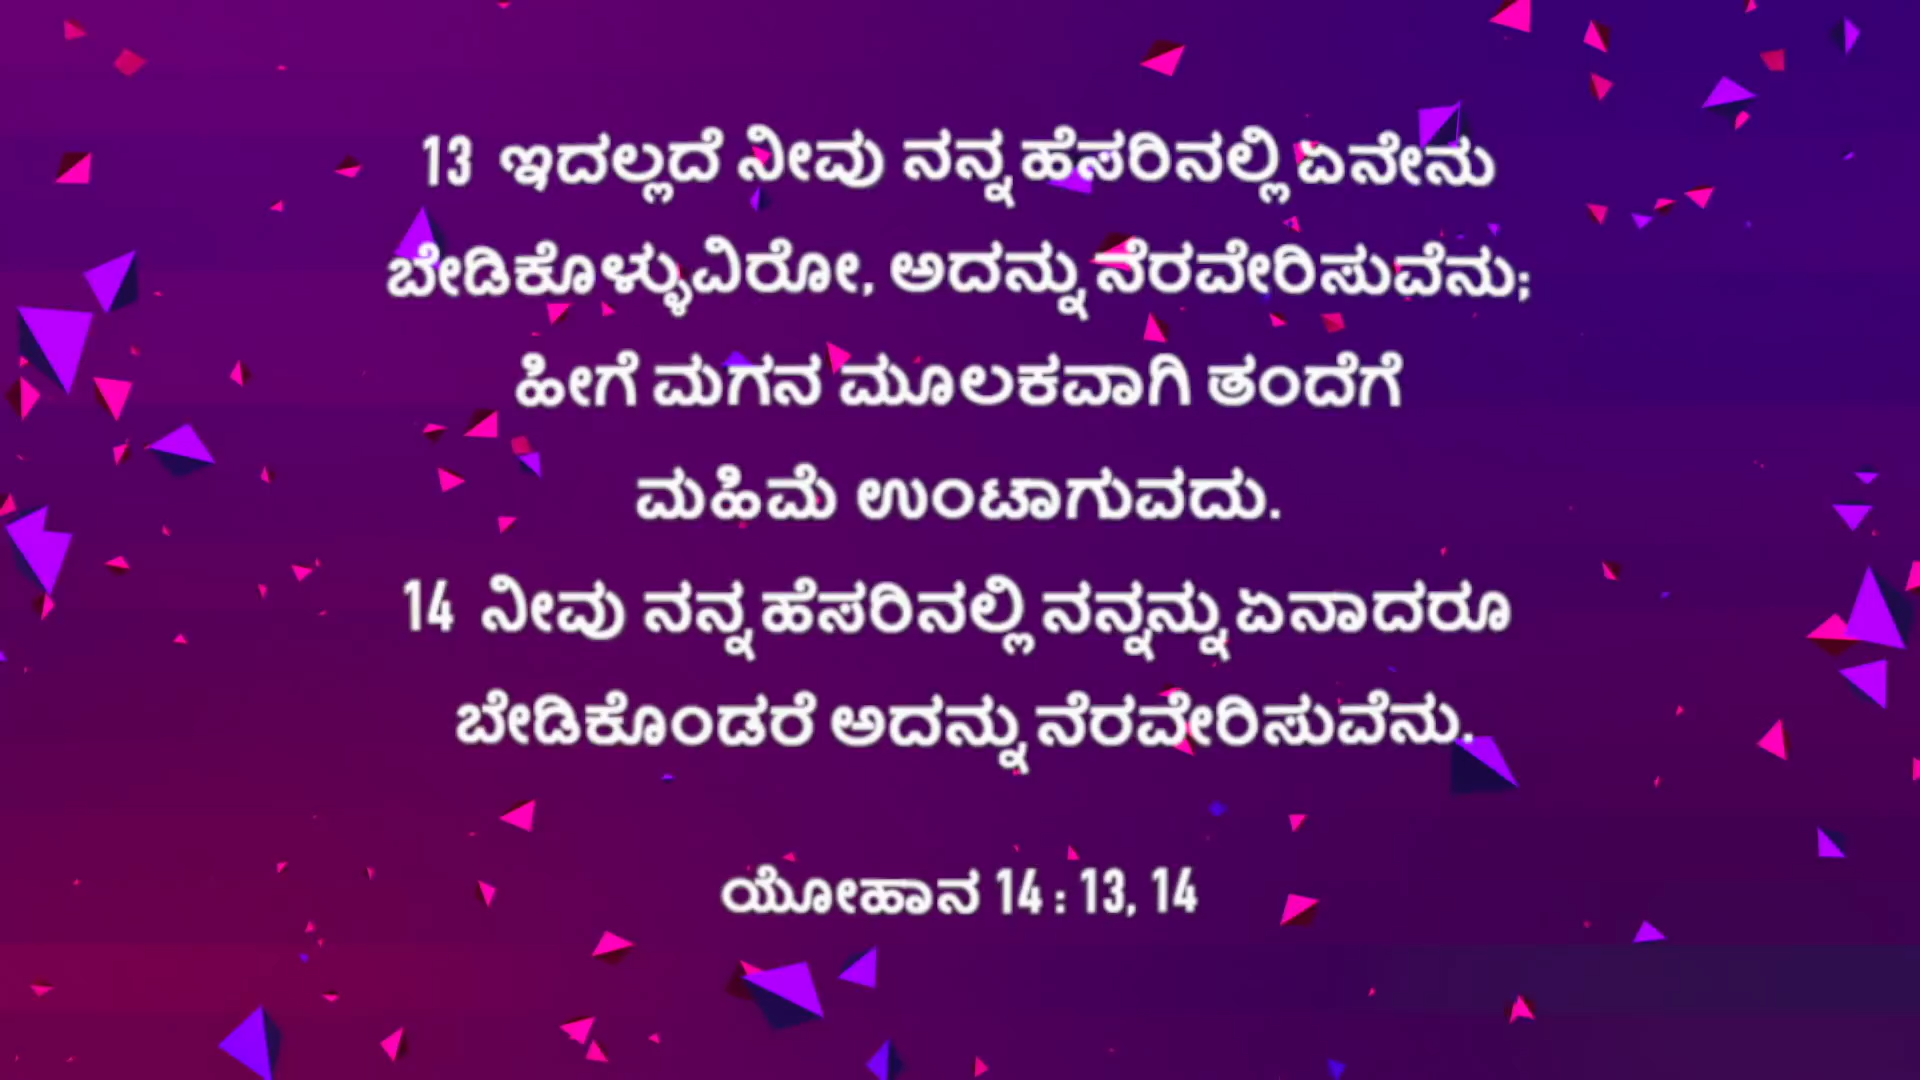 13 ಇದಲ್ಲದೆ ನೀವು ನನ್ನ ಹೆಸರಿನಲ್ಲಿ ಏನೇನು
ಬೇಡಿಕೊಳ್ಳುವಿರೋ, ಅದನ್ನು ನೆರವೇರಿಸುವೆನು;
ಹೀಗೆ ಮಗನ ಮೂಲಕವಾಗಿ ತಂದೆಗೆ
ಮಹಿಮೆ ಉಂಟಾಗುವದು.
14 ನೀವು ನನ್ನ ಹೆಸರಿನಲ್ಲಿ ನನ್ನನ್ನು ಏನಾದರೂ
ಬೇಡಿಕೊಂಡರೆ ಅದನ್ನು ನೆರವೇರಿಸುವೆನು.
ಯೋಹಾನ 14 : 13, 14